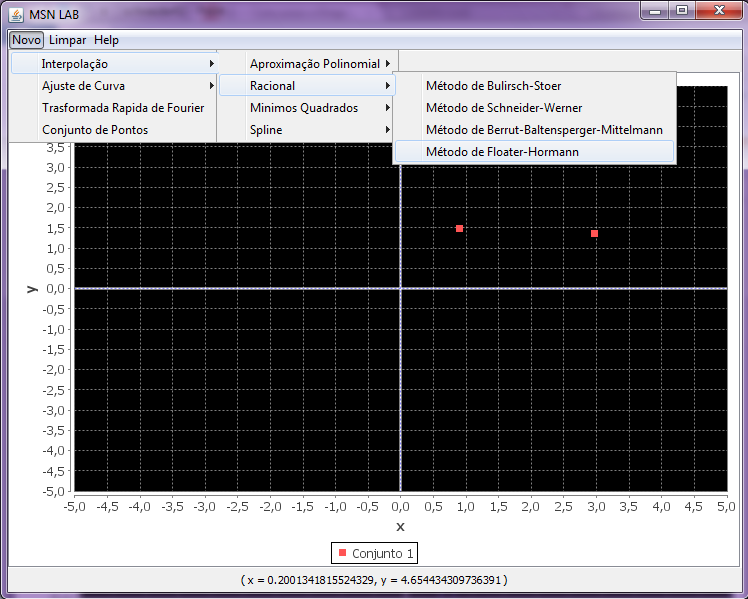 MSN LAB
Novo Limpar Help
Interpolação
Ajuste de Curva
Trasformada Rapida de Fourier
Conjunto de Pontos
Aproximação Polinomial
Racional
Minimos Quadrados
Spline
Método de Bulirsch-Stoer
Método de Schneider-Werner
Método de Berrut-Baltensperger-Mittelmann
Método de Floater-Hormann
3,5
3,0
2,5
2,0
1,5
1,0
0,5
0,0
-0,5
-1,0
-1,5
-2,0
-2,5
-3,0
-3,5
-4,0
-4,5
-5,0
y
-5,0 -4,5 -4,0 -3,5 -3,0 -2,5 -2,0 -1,5 -1,0 -0,5 0,0 0,5 1,0 1,5 2,0 2,5 3,0 3,5 4,0 4,5 5,0
x
Conjunto 1
( x = 0.2001341815524329, y = 4.654434309736391 )